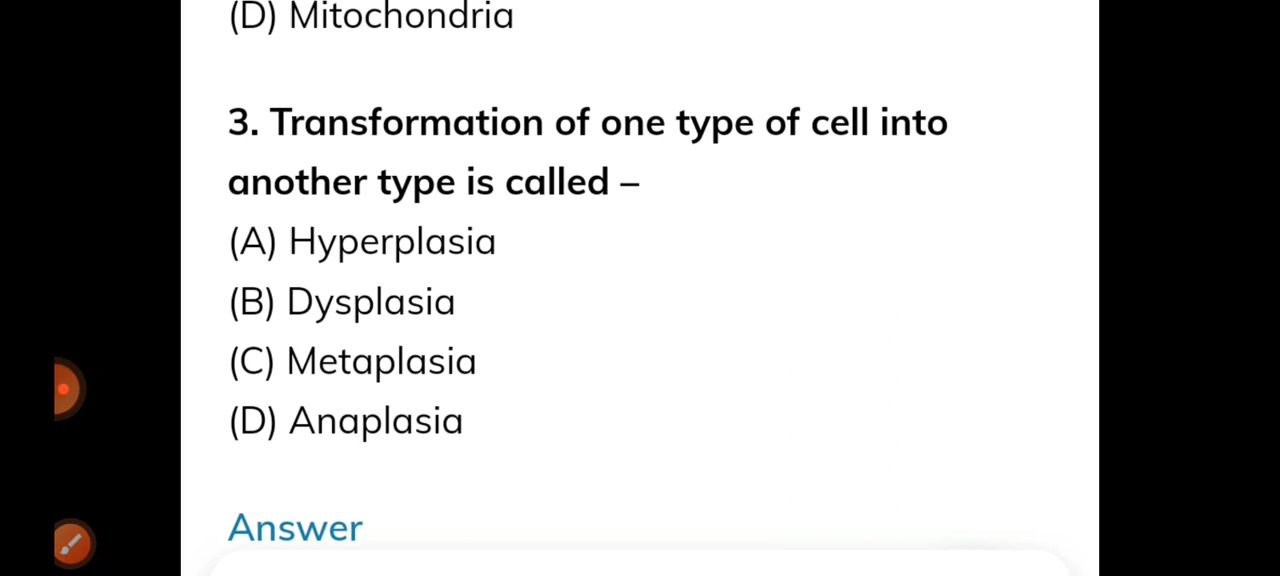 (D) Mitochondria
3. Transformation of one type of cell into
another type is called –
(A) Hyperplasia
(B) Dysplasia
(C) Metaplasia
(D) Anaplasia
Answer